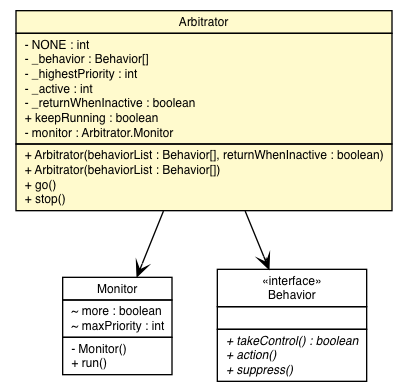 Arbitrator
- NONE : int
- _behavior : Behavior[]
- _highestPriority : int
- _active : int
- _returnWhenInactive : boolean
+ keepRunning : boolean
- monitor : Arbitrator.Monitor
+ Arbitrator(behaviorList : Behavior[], returnWhenInactive : boolean)
+ Arbitrator(behaviorList : Behavior[])
+ go()
+ stop()
Monitor
~ more : boolean
~ maxPriority : int
- Monitor()
+ run()
«interface»
Behavior
+ takeControl() : boolean
+ action()
+ suppress()